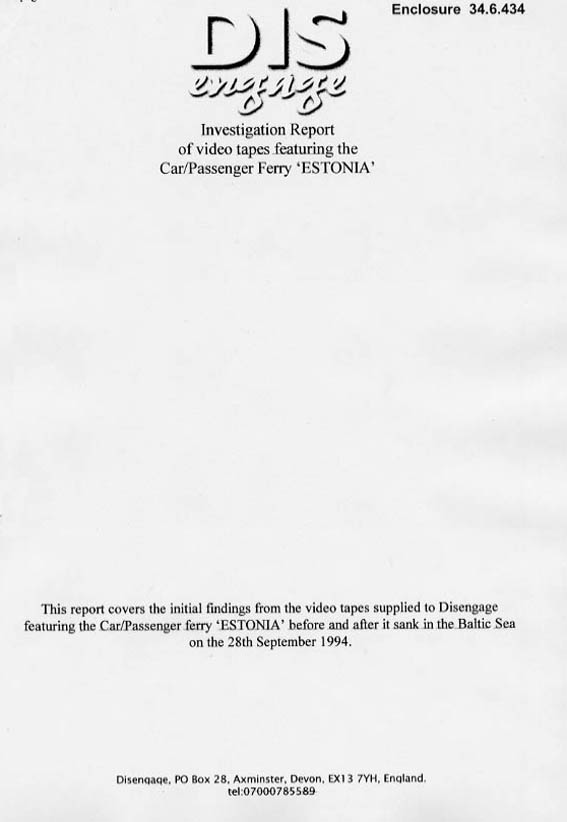 Enclosure 34.6.434
DIS
engage
Investigation Report
of video tapes featuring the
Car/Passenger Ferry ‘ESTONIA’
This report covers the initial findings from the video tapes supplied to Disengage
featuring the Car/Passenger ferry ‘ESTONIA’ before and after it sank in the Baltic Sea
on the 28th September 1994.
Disengage, PO Box 28, Axminster, Devon, EX13 7YH, England.
tel:07000785589